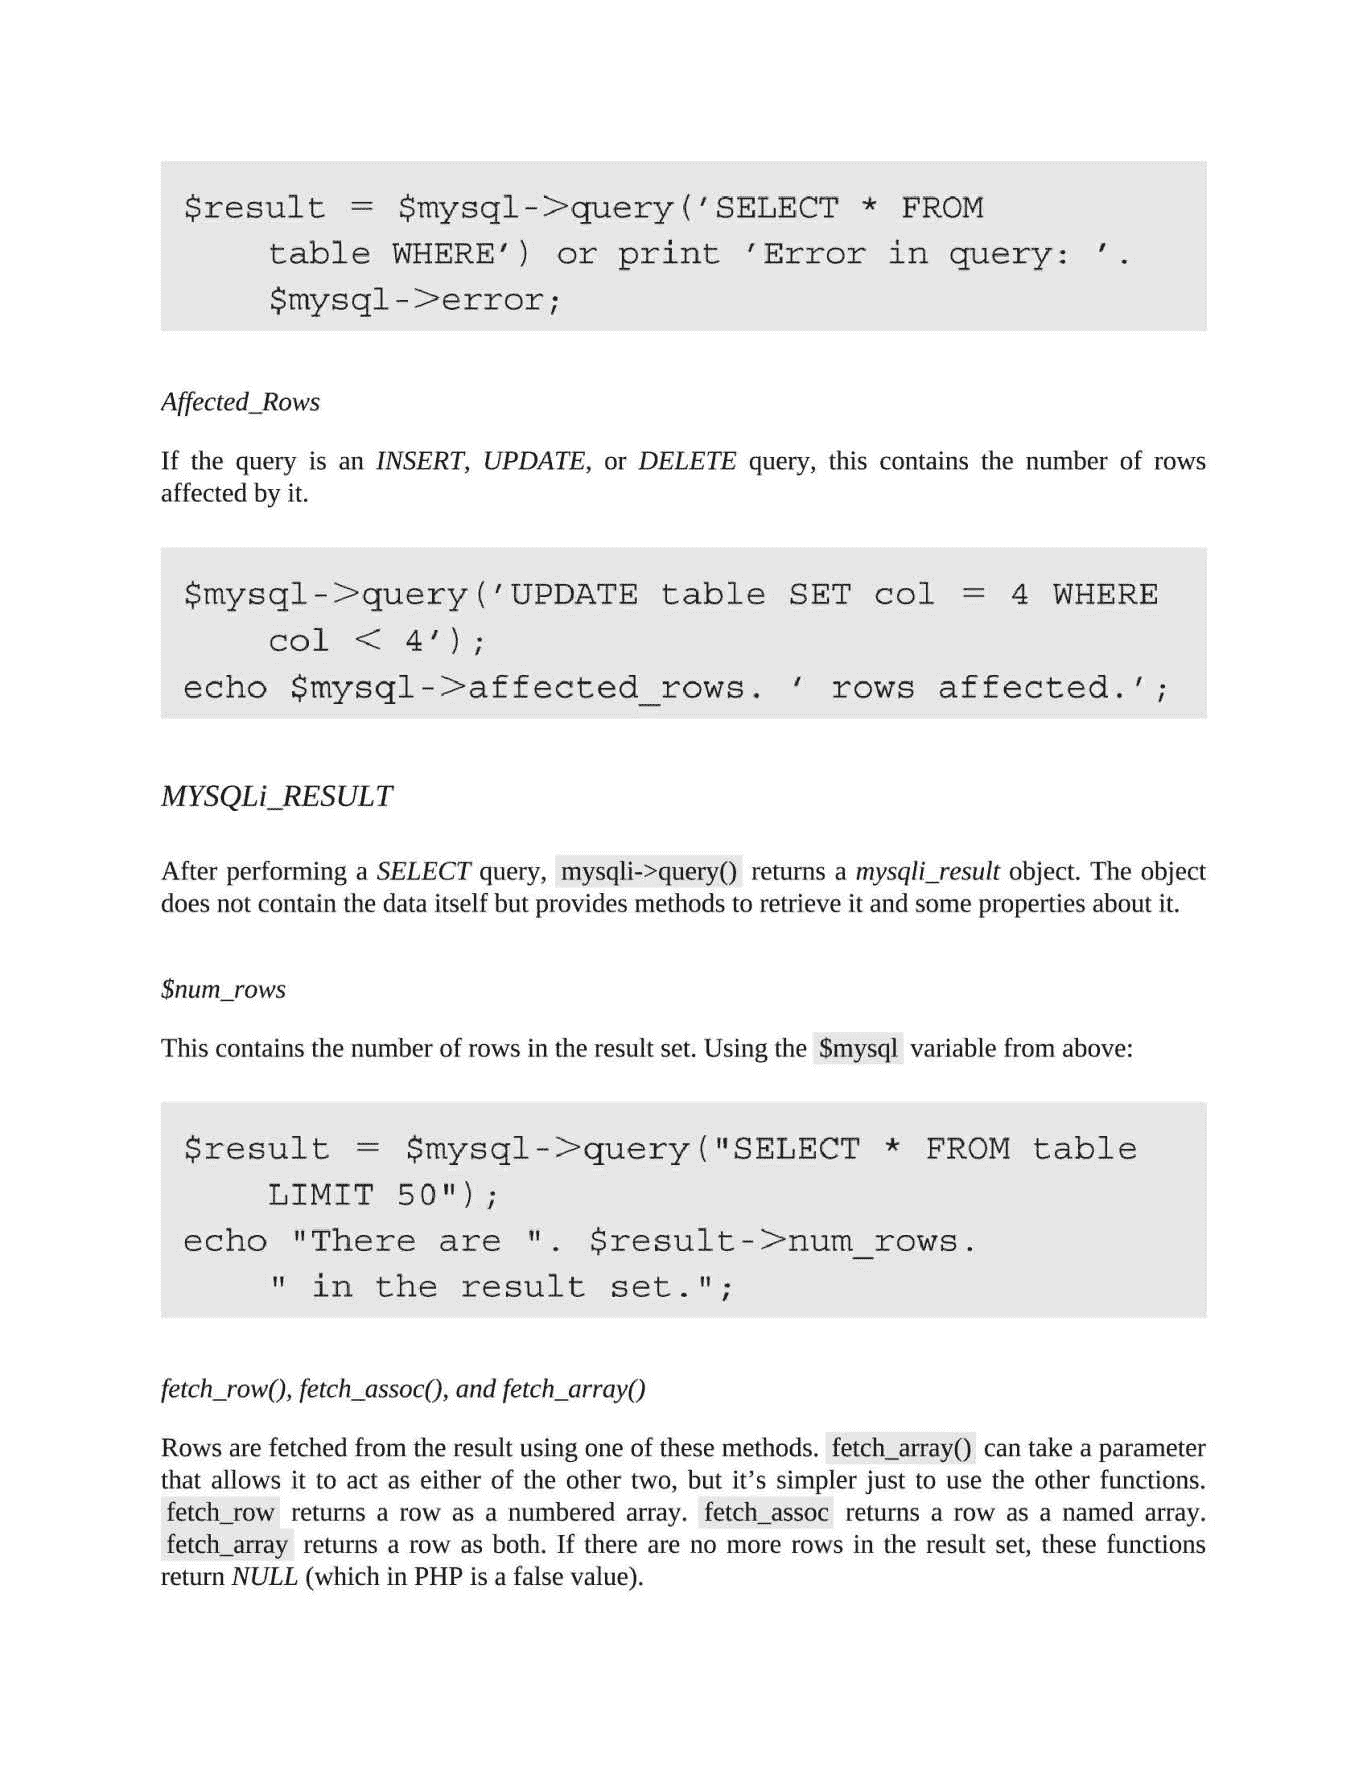 $result = $mysql->query('SELECT * FROM
table WHERE') or print 'Error in query: '.
$mysql->error;
Affected_Rows
If the query is an INSERT, UPDATE, or DELETE query, this contains the number of rows
affected by it.
$mysql->query('UPDATE table SET col = 4 WHERE
col < 4');
echo $mysql->affected_rows. ‘ rows affected.';
MYSQLi_RESULT
After performing a SELECT query, mysqli->query() returns a mysqli_result object. The object
does not contain the data itself but provides methods to retrieve it and some properties about it.
$num_rows
This contains the number of rows in the result set. Using the $mysql variable from above:
$result = $mysql->query("SELECT * FROM table
LIMIT 50");
echo "There are ". $result->num_rows.
" in the result set.";
fetch_row(), fetch_assoc(), and fetch_array()
Rows are fetched from the result using one of these methods. fetch_array() can take a parameter
that allows it to act as either of the other two, but it’s simpler just to use the other functions.
fetch_row returns a row as a numbered array. fetch_assoc returns a row as a named array.
fetch_array returns a row as both. If there are no more rows in the result set, these functions
return NULL (which in PHP is a false value).